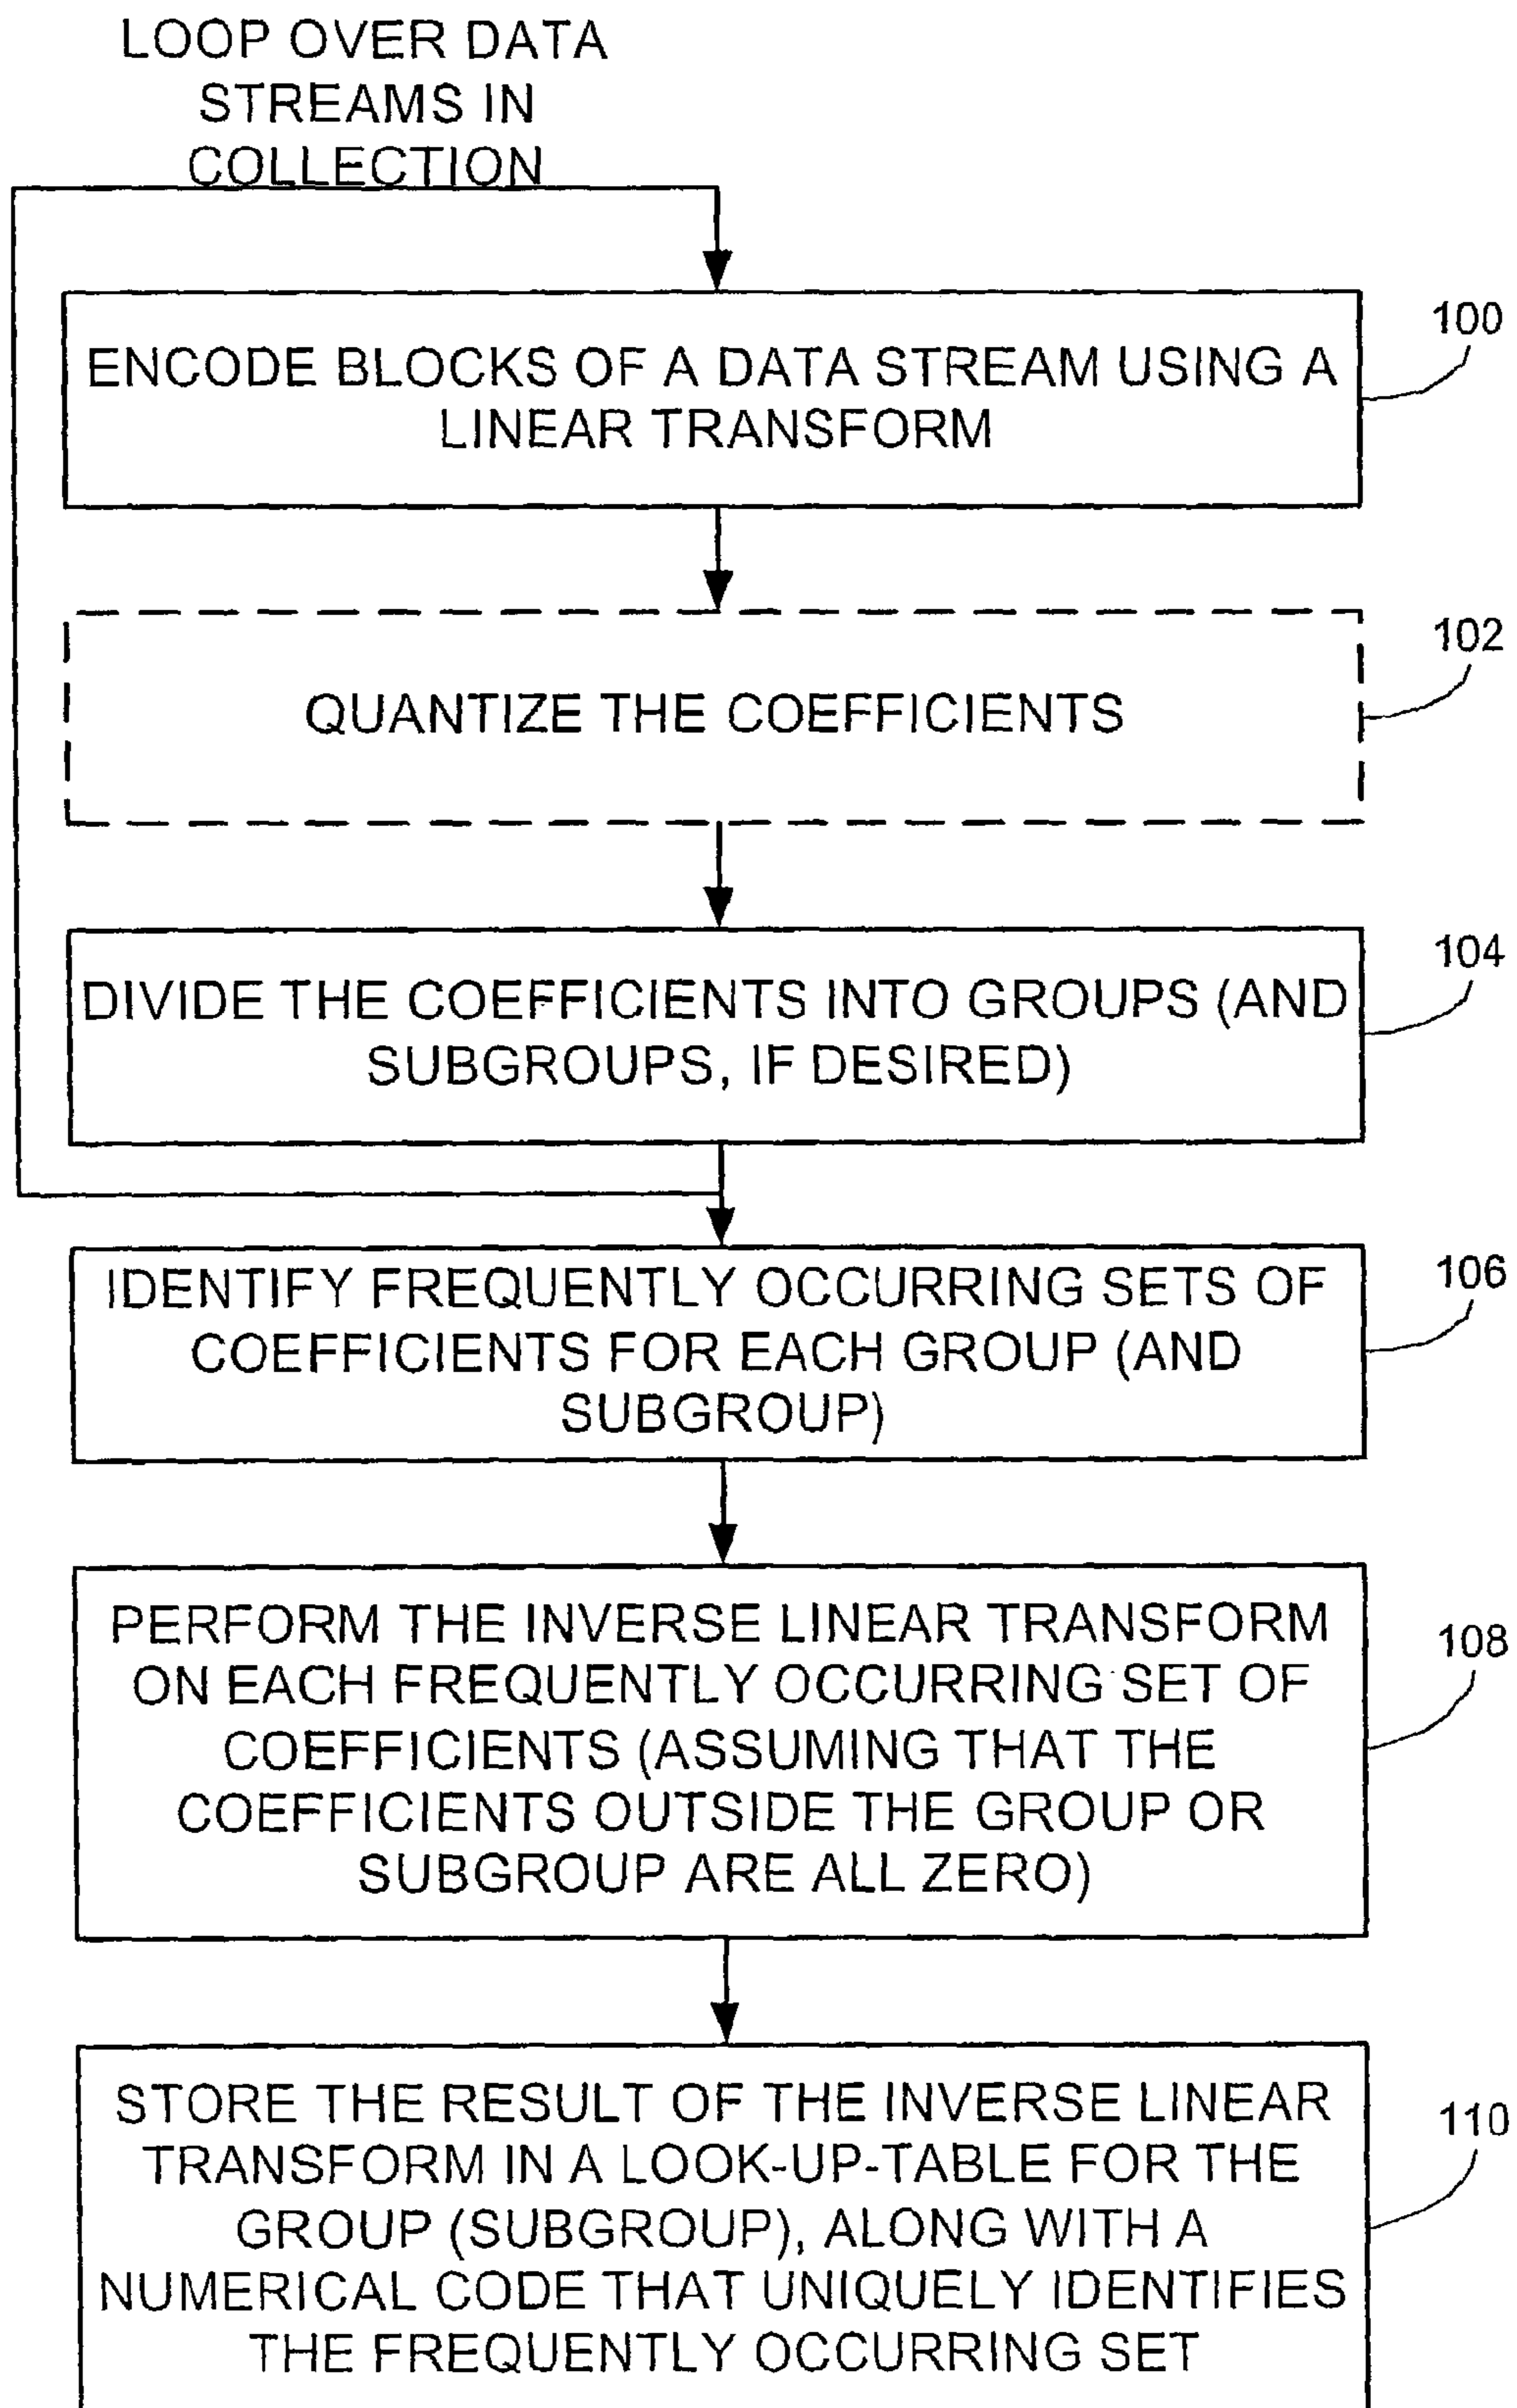 LOOP OVER DATA
STREAMS IN
COLLECTION
100
ENCODE BLOCKS OF A DATA STREAM USING A
LINEAR TRANSFORM
102
QUANTIZE THE COEFFICIENTS
104
DIVIDE THE COEFFICIENTS INTO GROUPS (AND
SUBGROUPS, IF DESIRED)
106
IDENTIFY FREQUENTLY OCCURRING SETS OF
COEFFICIENTS FOR EACH GROUP (AND
SUBGROUP)
108
PERFORM THE INVERSE LINEAR TRANSFORM
ON EACH FREQUENTLY OCCURRING SET OF
COEFFICIENTS (ASSUMING THAT THE
COEFFICIENTS OUTSIDE THE GROUP OR
SUBGROUP ARE ALL ZERO)
110
STORE THE RESULT OF THE INVERSE LINEAR
TRANSFORM IN A LOOK-UP-TABLE FOR THE
GROUP (SUBGROUP), ALONG WITH A
NUMERICAL CODE THAT UNIQUELY IDENTIFIES
THE FREQUENTLY OCCURRING SET